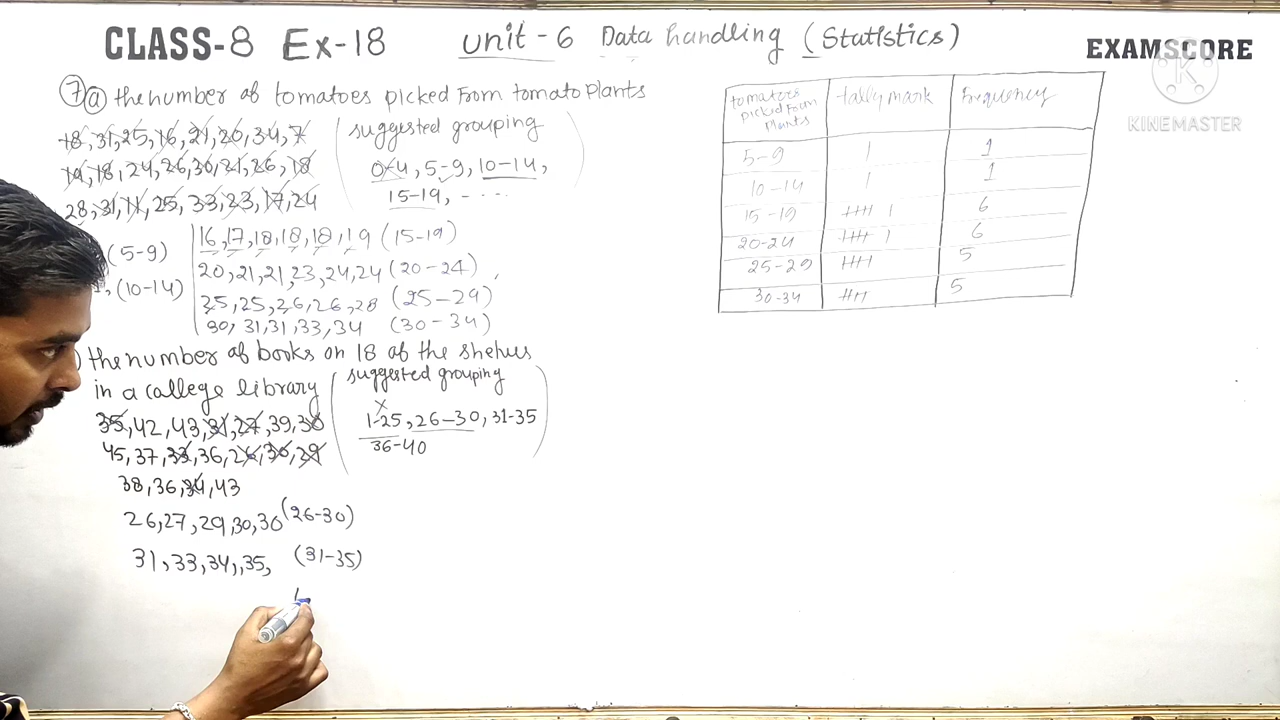 CLASS-8 Ex-18 Unit-6 Data handling (Statistics)
EXAMSCORE
KINEMASTER
7 a the number of tomatoes picked From tomato Plants
18, 31, 25, 16, 21, 20, 34, 7
19, 18, 24, 26, 30, 21, 26, 18
28, 31, 11, 25, 33, 23, 17, 24
(suggested grouping
0-4, 5-9, 10-14,
15-19, - ....)
(5-9)
, (10-14)
16, 17, 18, 18, 18, 19 (15-19)
20, 21, 21, 23, 24, 24 (20-24)
25, 25, 26, 26, 28 (25-29)
30, 31, 31, 33, 34 (30-34)
) the number of books on 18 of the shelves
in a college library
35, 42, 43, 31, 27, 39, 30
45, 37, 33, 36, 26, 30, 29
38, 36, 34, 43
(suggested grouping
x
1-25, 26-30, 31-35
36-40)
26, 27, 29, 30, 30 (26-30)
31, 33, 34,, 35, (31-35)
tomatoes picked From Plants tally mark Frequency
5-9 | 1
10-14 | 1
15-19 |||| | 6
20-24 |||| | 6
25-29 |||| 5
30-34 |||| 5